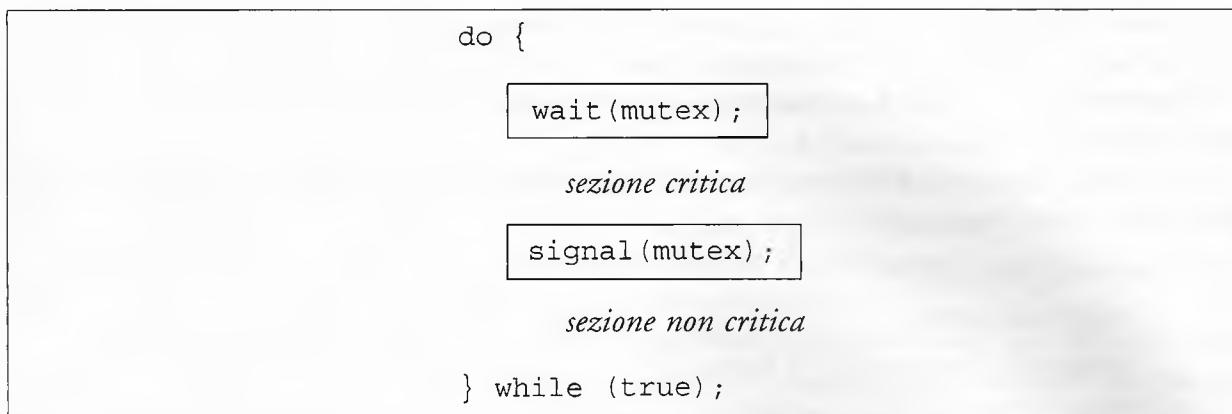 do {
wait(mutex);
sezione critica
signal(mutex);
sezione non critica
} while (true);